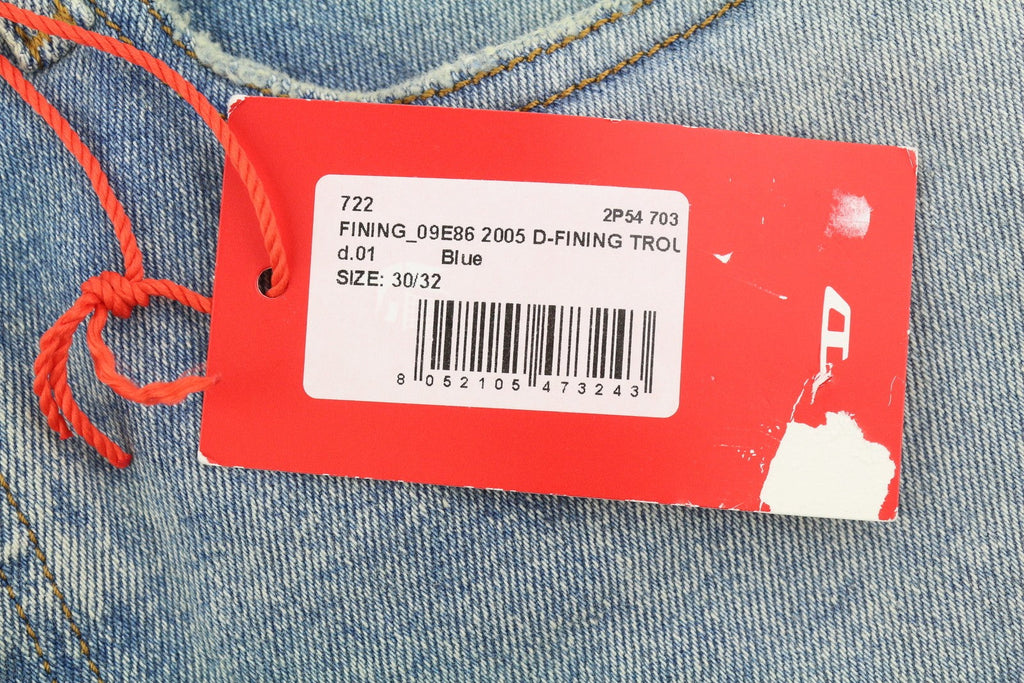 722 2P54 703
FINING_09E86 2005 D-FINING TROU
d.01 Blue
SIZE: 30/32
8 052105 473243